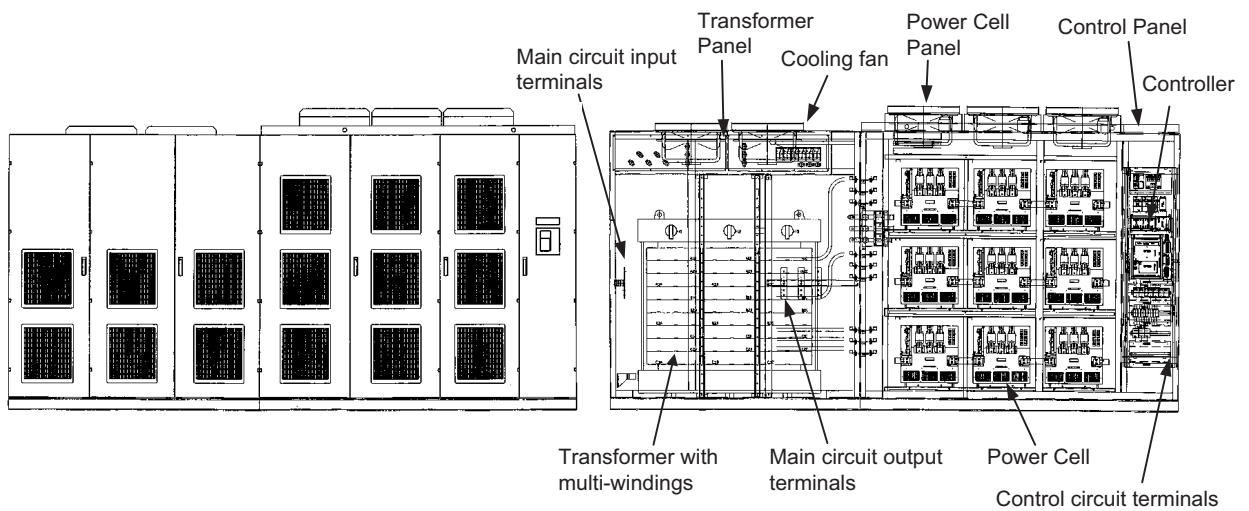 Transformer
Panel
Power Cell
Panel
Control Panel
Main circuit input
terminals
Cooling fan
Controller
Transformer with
multi-windings
Main circuit output
terminals
Power Cell
Control circuit terminals